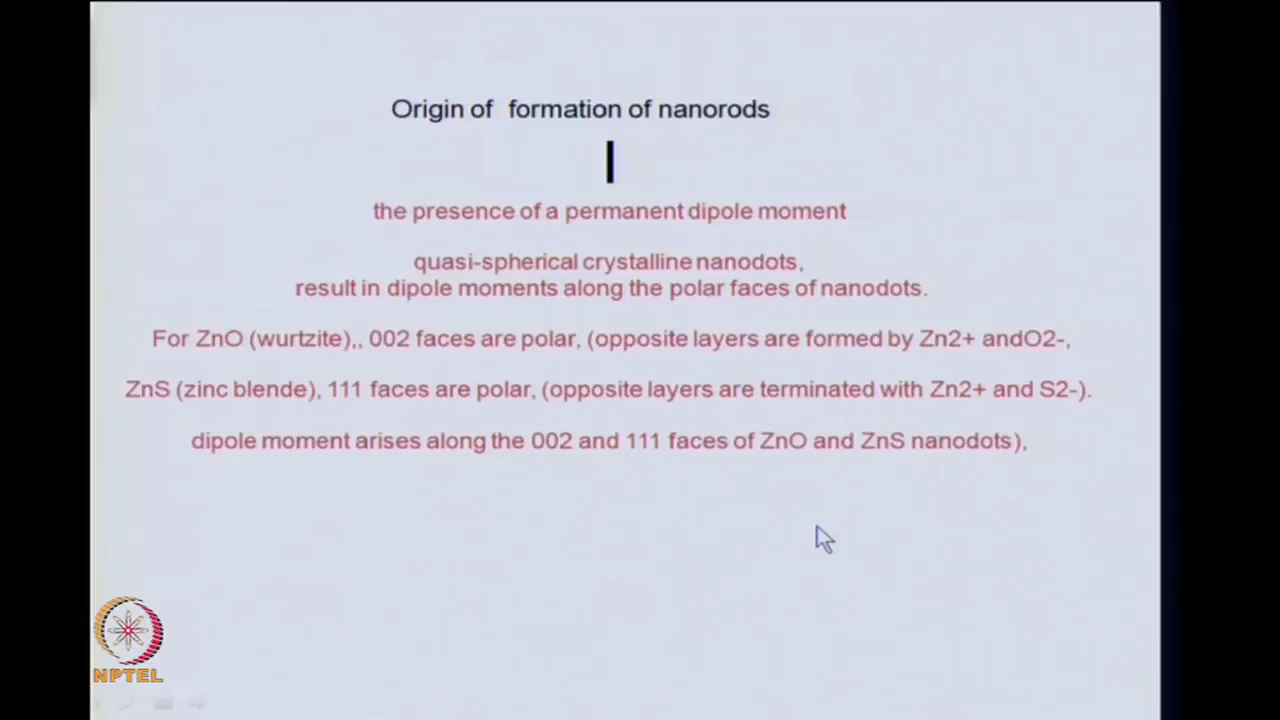 Origin of formation of nanorods
the presence of a permanent dipole moment
quasi-spherical crystalline nanodots,
result in dipole moments along the polar faces of nanodots.
For ZnO (wurtzite),, 002 faces are polar, (opposite layers are formed by Zn2+ andO2-,
ZnS (zinc blende), 111 faces are polar, (opposite layers are terminated with Zn2+ and S2-).
dipole moment arises along the 002 and 111 faces of ZnO and ZnS nanodots),
NPTEL